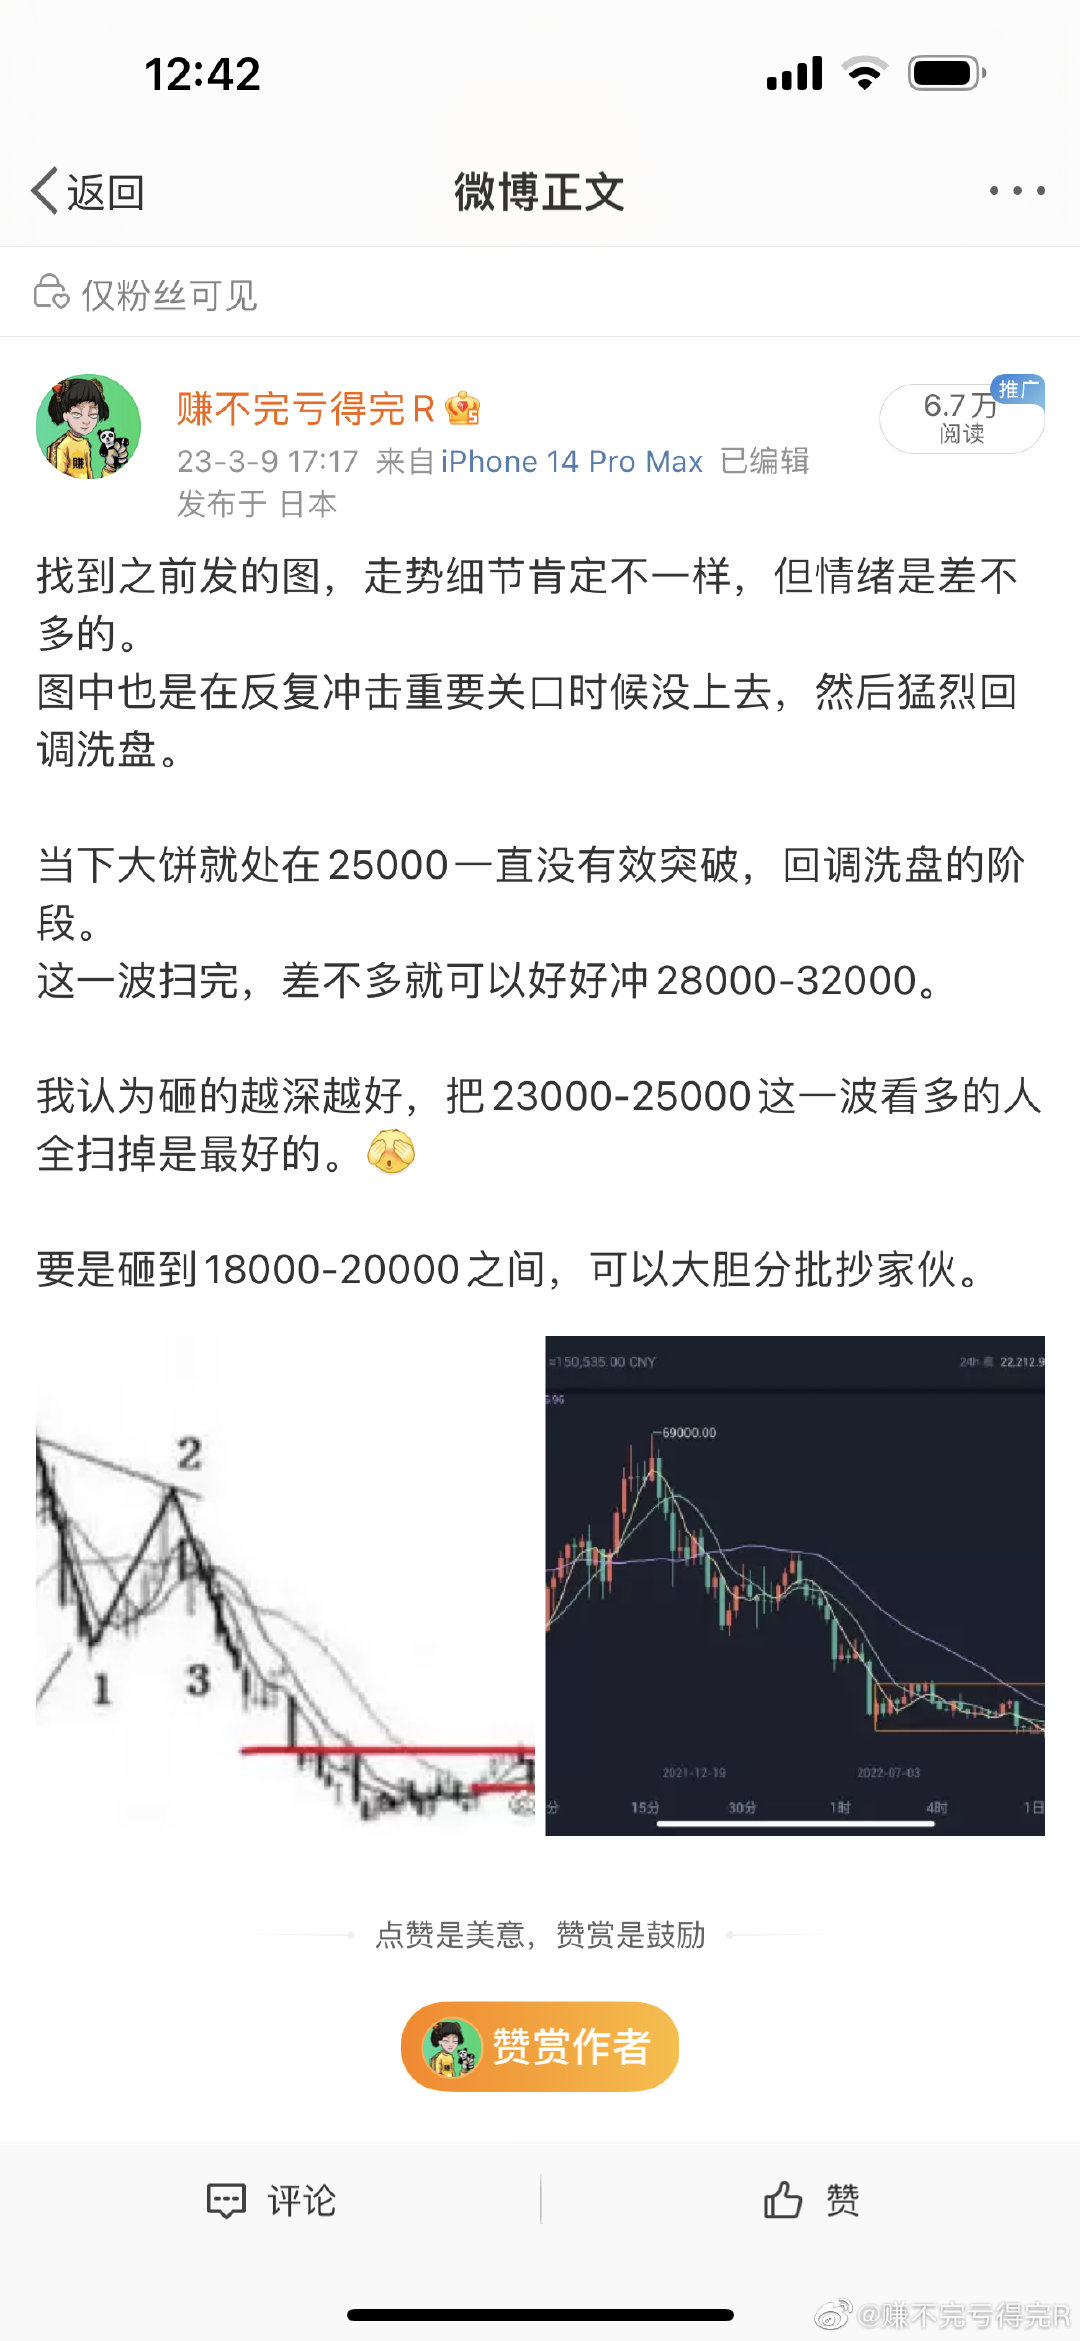 12:42
返回
微博正文
仅粉丝可见
赚不完亏得完R
6.7万
推广
阅读
23-3-9 17:17 来自 iPhone 14 Pro Max 已编辑
发布于 日本
找到之前发的图，走势细节肯定不一样，但情绪是差不
多的。
图中也是在反复冲击重要关口时候没上去，然后猛烈回
调洗盘。
当下大饼就处在25000一直没有效突破，回调洗盘的阶
段。
这一波扫完，差不多就可以好好冲28000-32000。
我认为砸的越深越好，把23000-25000这一波看多的人
全扫掉是最好的。
要是砸到18000-20000之间，可以大胆分批抄家伙。
2
1
3
≈150,535.00 CNY
24h 高 22,212.9
5.96
69000.00
2021-12-19
2022-07-03
分
15分
30分
1时
4时
1日
点赞是美意，赞赏是鼓励
赚
赞赏作者
评论
赞
@赚不完亏得完R